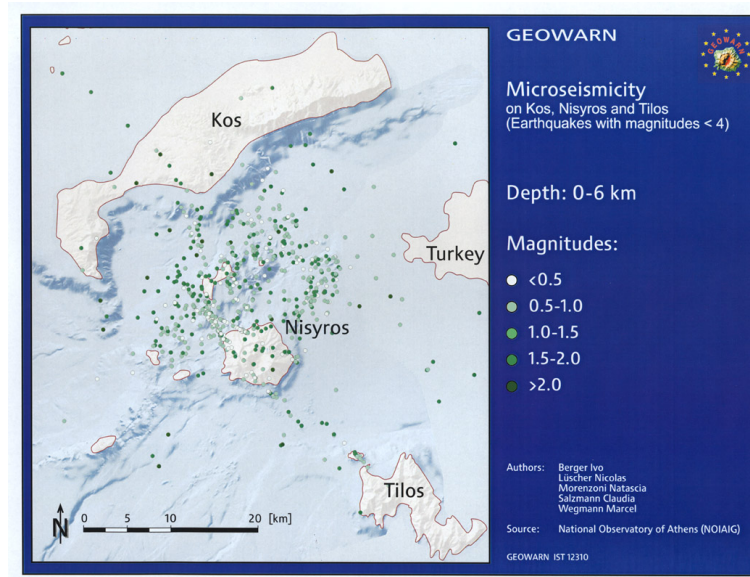 GEOWARN
GEOWARN
Microseismicity
on Kos, Nisyros and Tilos
(Earthquakes with magnitudes < 4)
Depth: 0-6 km
Magnitudes:
<0.5
0.5-1.0
1.0-1.5
1.5-2.0
>2.0
Authors: Berger Ivo
Lüscher Nicolas
Morenzoni Natascia
Salzmann Claudia
Wegmann Marcel
Source: National Observatory of Athens (NOIAIG)
GEOWARN IST 12310
Kos
Turkey
Nisyros
Tilos
N
0 5 10 20 [km]